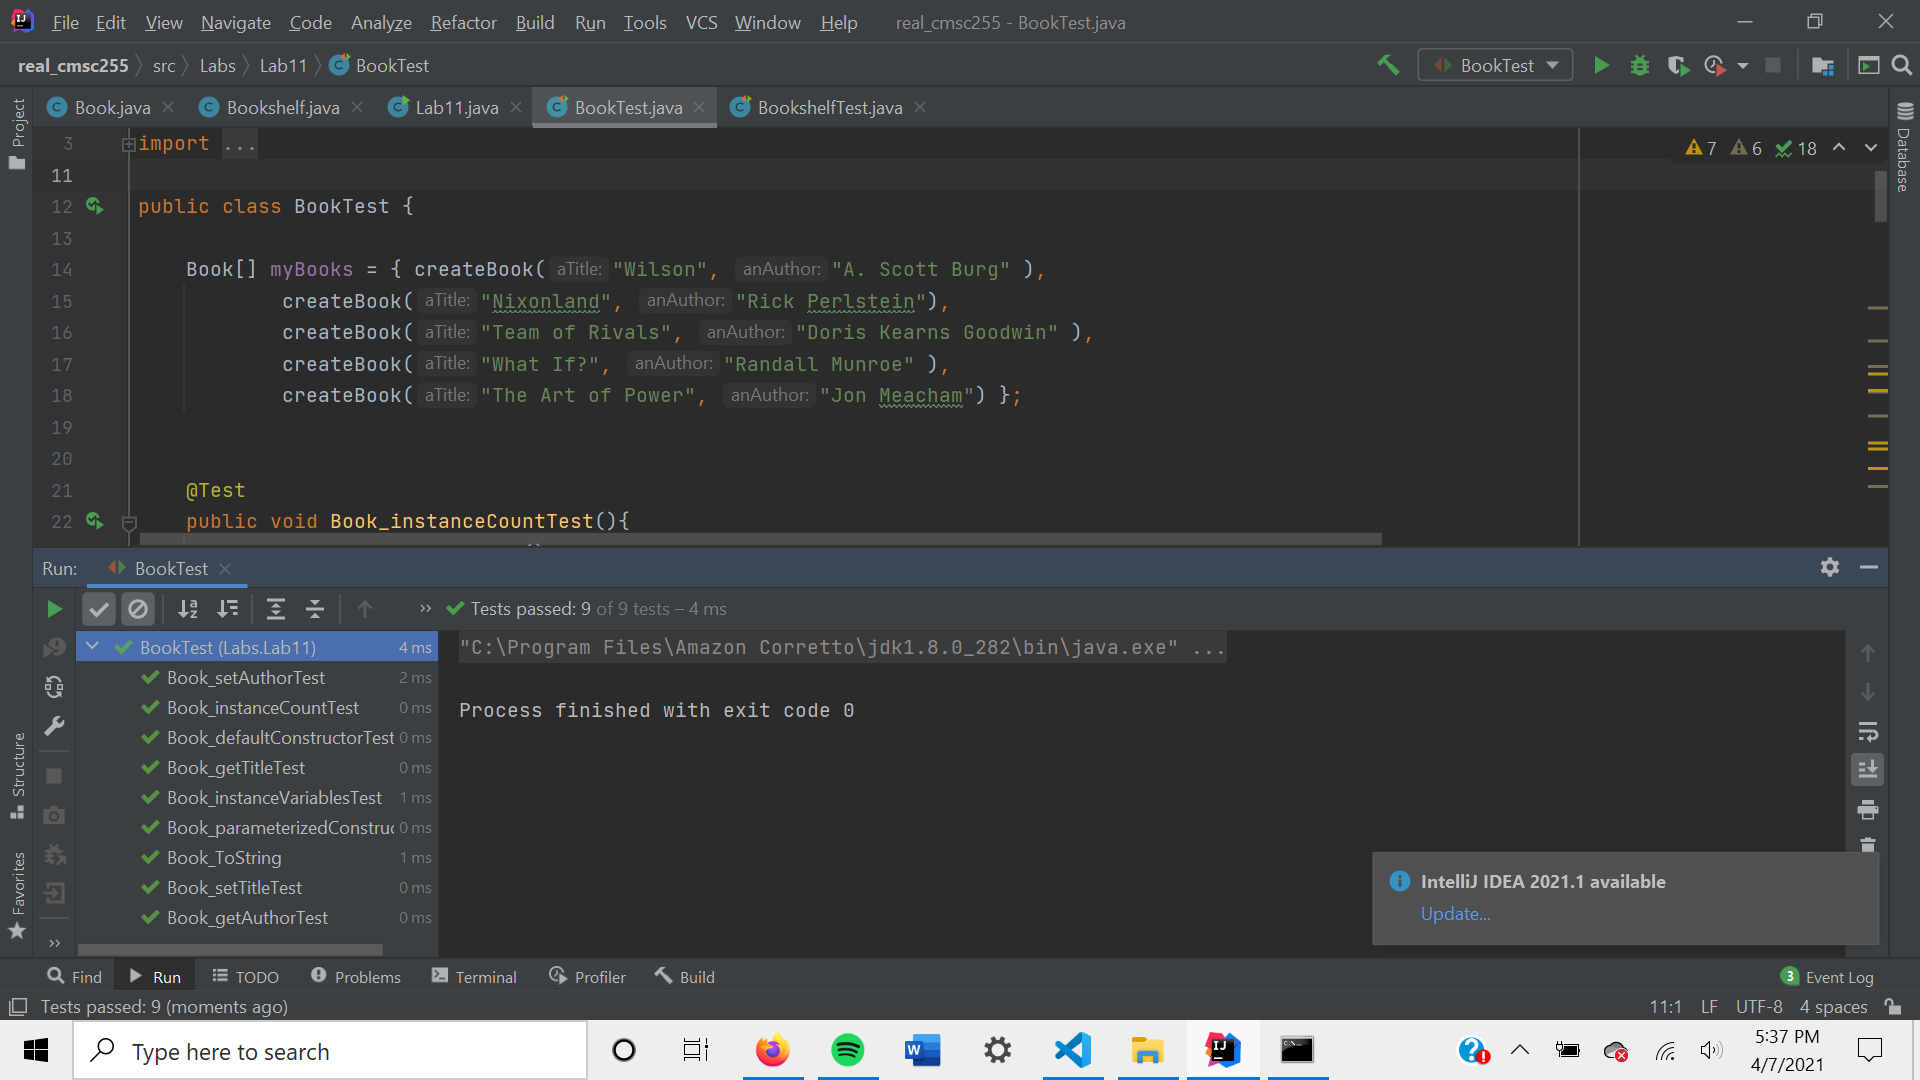 File Edit View Navigate Code Analyze Refactor Build Run Tools VCS Window Help real_cmsc255 - BookTest.java
real_cmsc255 src Labs Lab11 BookTest
BookTest
Book.java Bookshelf.java Lab11.java BookTest.java BookshelfTest.java
Project
Database
3 import ...
7 6 18
11
12 public class BookTest {
13
14 Book[] myBooks = { createBook( aTitle: "Wilson", anAuthor: "A. Scott Burg" ),
15 createBook( aTitle: "Nixonland", anAuthor: "Rick Perlstein"),
16 createBook( aTitle: "Team of Rivals", anAuthor: "Doris Kearns Goodwin" ),
17 createBook( aTitle: "What If?", anAuthor: "Randall Munroe" ),
18 createBook( aTitle: "The Art of Power", anAuthor: "Jon Meacham") };
19
20
21 @Test
22 public void Book_instanceCountTest(){
Run: BookTest
Tests passed: 9 of 9 tests – 4 ms
BookTest (Labs.Lab11) 4 ms
Book_setAuthorTest 2 ms
Book_instanceCountTest 0 ms
Book_defaultConstructorTest 0 ms
Book_getTitleTest 0 ms
Book_instanceVariablesTest 1 ms
Book_parameterizedConstruc 0 ms
Book_ToString 1 ms
Book_setTitleTest 0 ms
Book_getAuthorTest 0 ms
"C:\Program Files\Amazon Corretto\jdk1.8.0_282\bin\java.exe" ...
Process finished with exit code 0
Structure
Favorites
IntelliJ IDEA 2021.1 available
Update...
Find Run TODO Problems Terminal Profiler Build
3 Event Log
Tests passed: 9 (moments ago)
11:1 LF UTF-8 4 spaces
Type here to search
5:37 PM
4/7/2021